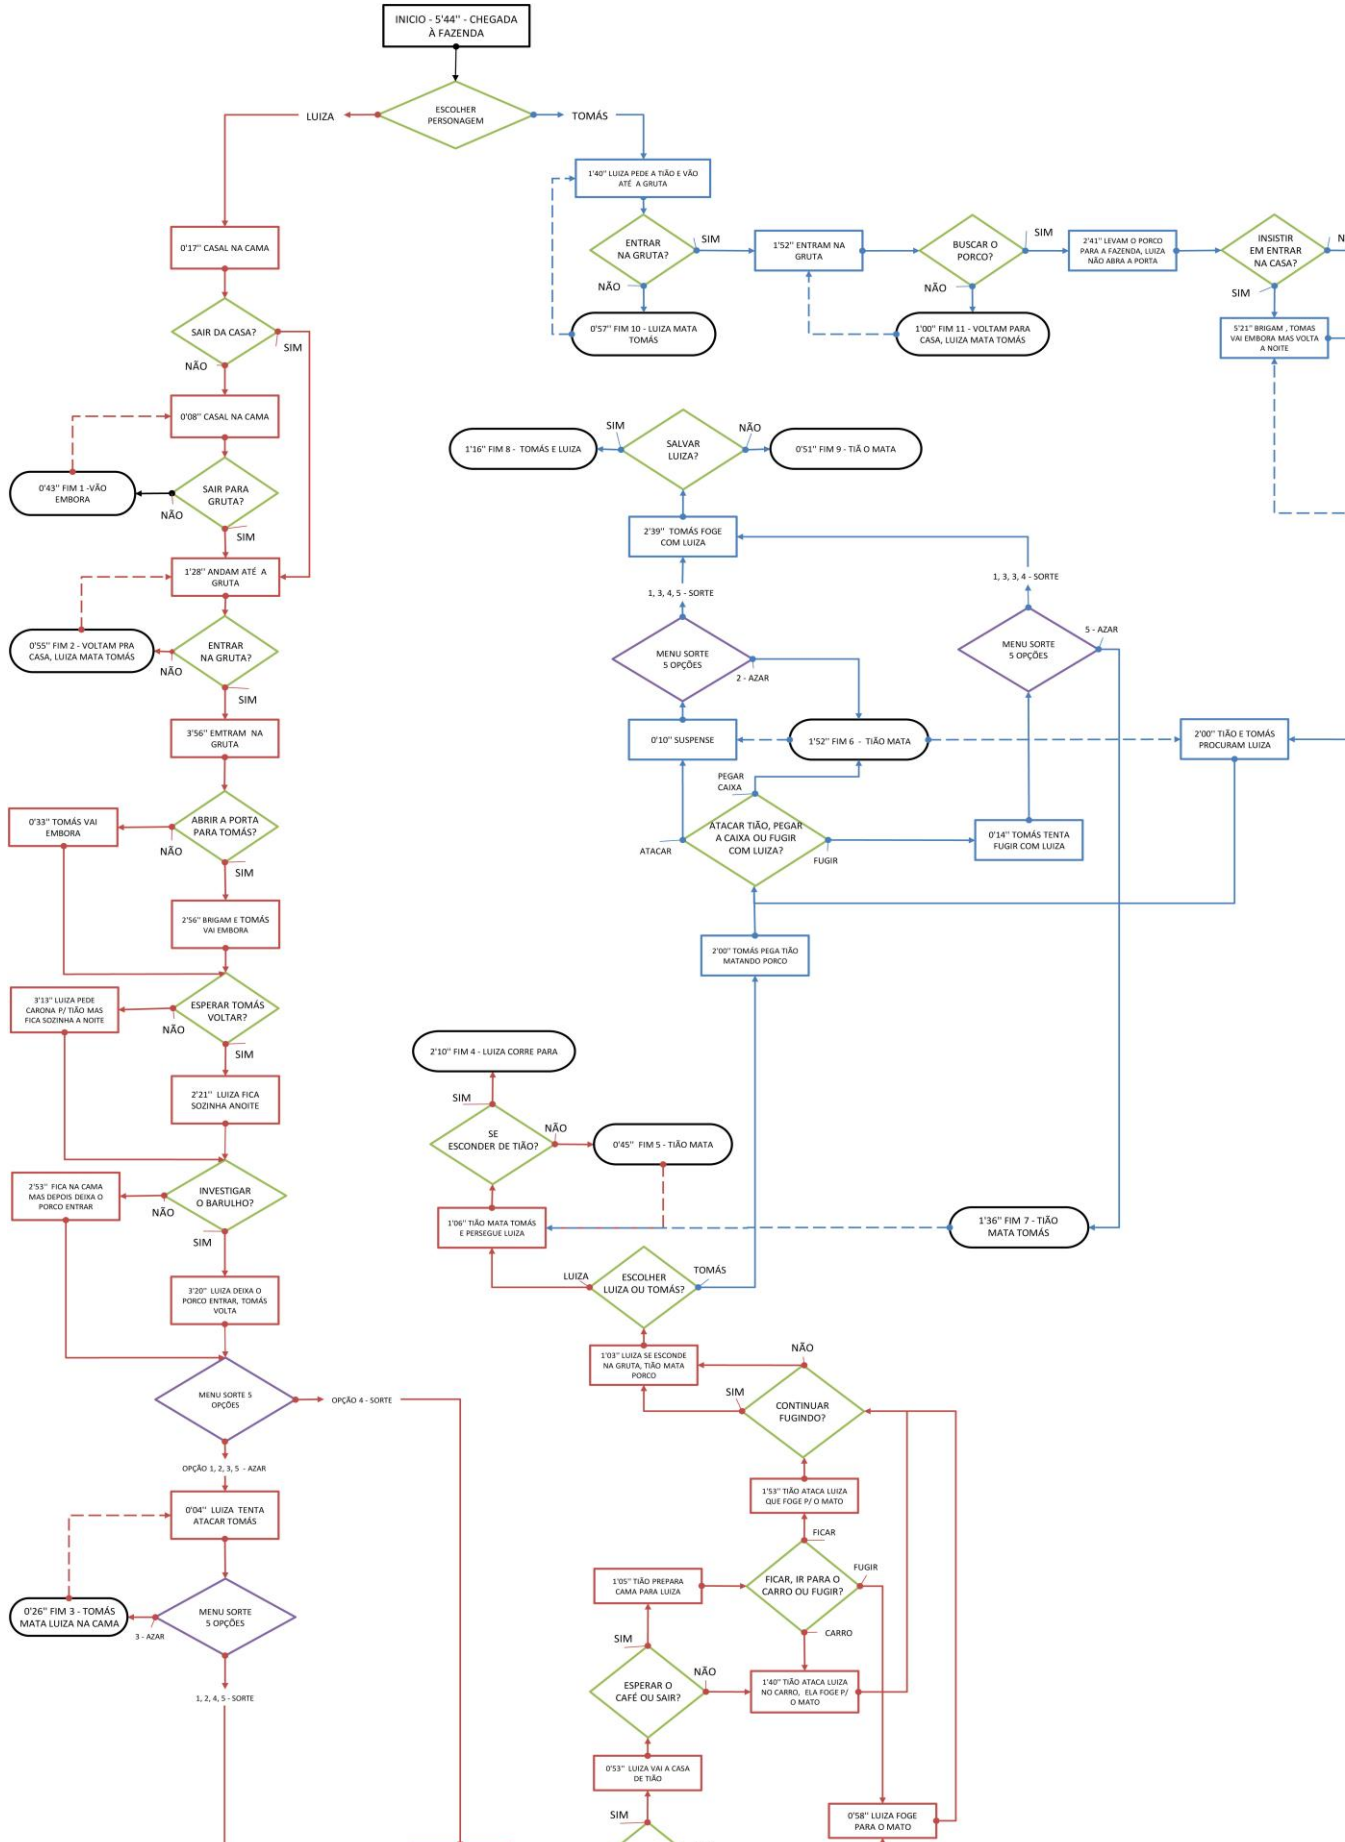 INICIO - 5'44'' - CHEGADA
À FAZENDA
ESCOLHER
PERSONAGEM
LUIZA
TOMÁS
1'40'' LUIZA PEDE A TIÃO E VÃO
ATÉ A GRUTA
ENTRAR
NA GRUTA?
SIM
NÃO
1'52'' ENTRAM NA
GRUTA
BUSCAR O
PORCO?
SIM
NÃO
2'41'' LEVAM O PORCO
PARA A FAZENDA, LUIZA
NÃO ABRA A PORTA
INSISTIR
EM ENTRAR
NA CASA?
N
SIM
0'57'' FIM 10 - LUIZA MATA
TOMÁS
1'00'' FIM 11 - VOLTAM PARA
CASA, LUIZA MATA TOMÁS
5'21'' BRIGAM , TOMAS
VAI EMBORA MAS VOLTA
A NOITE
0'17'' CASAL NA CAMA
SAIR DA CASA?
SIM
NÃO
0'08'' CASAL NA CAMA
0'43'' FIM 1 -VÃO
EMBORA
SAIR PARA
GRUTA?
NÃO
SIM
1'28'' ANDAM ATÉ A
GRUTA
0'55'' FIM 2 - VOLTAM PRA
CASA, LUIZA MATA TOMÁS
ENTRAR
NA GRUTA?
NÃO
SIM
3'56'' EMTRAM NA
GRUTA
0'33'' TOMÁS VAI
EMBORA
ABRIR A PORTA
PARA TOMÁS?
NÃO
SIM
2'56'' BRIGAM E TOMÁS
VAI EMBORA
3'13'' LUIZA PEDE
CARONA P/ TIÃO MAS
FICA SOZINHA A NOITE
ESPERAR TOMÁS
VOLTAR?
NÃO
SIM
2'21'' LUIZA FICA
SOZINHA ANOITE
2'53'' FICA NA CAMA
MAS DEPOIS DEIXA O
PORCO ENTRAR
INVESTIGAR
O BARULHO?
NÃO
SIM
3'20'' LUIZA DEIXA O
PORCO ENTRAR, TOMÁS
VOLTA
MENU SORTE 5
OPÇÕES
OPÇÃO 4 - SORTE
OPÇÃO 1, 2, 3, 5 - AZAR
0'04'' LUIZA TENTA
ATACAR TOMÁS
0'26'' FIM 3 - TOMÁS
MATA LUIZA NA CAMA
MENU SORTE
5 OPÇÕES
3 - AZAR
1, 2, 4, 5 - SORTE
SIM
NÃO
1'16'' FIM 8 - TOMÁS E LUIZA
SALVAR
LUIZA?
0'51'' FIM 9 - TIÃ O MATA
2'39'' TOMÁS FOGE
COM LUIZA
1, 3, 4, 5 - SORTE
1, 3, 3, 4 - SORTE
MENU SORTE
5 OPÇÕES
2 - AZAR
MENU SORTE
5 OPÇÕES
5 - AZAR
0'10'' SUSPENSE
1'52'' FIM 6 - TIÃO MATA
2'00'' TIÃO E TOMÁS
PROCURAM LUIZA
PEGAR
CAIXA
ATACAR TIÃO, PEGAR
A CAIXA OU FUGIR
COM LUIZA?
ATACAR
FUGIR
0'14'' TOMÁS TENTA
FUGIR COM LUIZA
2'00'' TOMÁS PEGA TIÃO
MATANDO PORCO
2'10'' FIM 4 - LUIZA CORRE PARA
SIM
SE
ESCONDER DE TIÃO?
NÃO
0'45'' FIM 5 - TIÃO MATA
1'06'' TIÃO MATA TOMÁS
E PERSEGUE LUIZA
1'36'' FIM 7 - TIÃO
MATA TOMÁS
LUIZA
ESCOLHER
LUIZA OU TOMÁS?
TOMÁS
1'03'' LUIZA SE ESCONDE
NA GRUTA, TIÃO MATA
PORCO
NÃO
SIM
CONTINUAR
FUGINDO?
1'53'' TIÃO ATACA LUIZA
QUE FOGE P/ O MATO
FICAR
1'05'' TIÃO PREPARA
CAMA PARA LUIZA
FICAR, IR PARA O
CARRO OU FUGIR?
FUGIR
CARRO
SIM
ESPERAR O
CAFÉ OU SAIR?
NÃO
1'40'' TIÃO ATACA LUIZA
NO CARRO, ELA FOGE P/
O MATO
0'53'' LUIZA VAI A CASA
DE TIÃO
SIM
0'58'' LUIZA FOGE
PARA O MATO